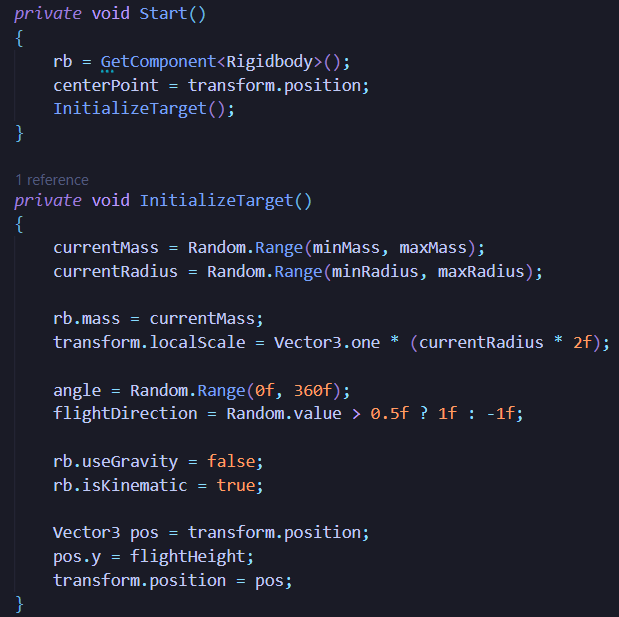 private void Start()
{
    rb = GetComponent<Rigidbody>();
    centerPoint = transform.position;
    InitializeTarget();
}
1 reference
private void InitializeTarget()
{
    currentMass = Random.Range(minMass, maxMass);
    currentRadius = Random.Range(minRadius, maxRadius);
    rb.mass = currentMass;
    transform.localScale = Vector3.one * (currentRadius * 2f);
    angle = Random.Range(0f, 360f);
    flightDirection = Random.value > 0.5f ? 1f : -1f;
    rb.useGravity = false;
    rb.isKinematic = true;
    Vector3 pos = transform.position;
    pos.y = flightHeight;
    transform.position = pos;
}